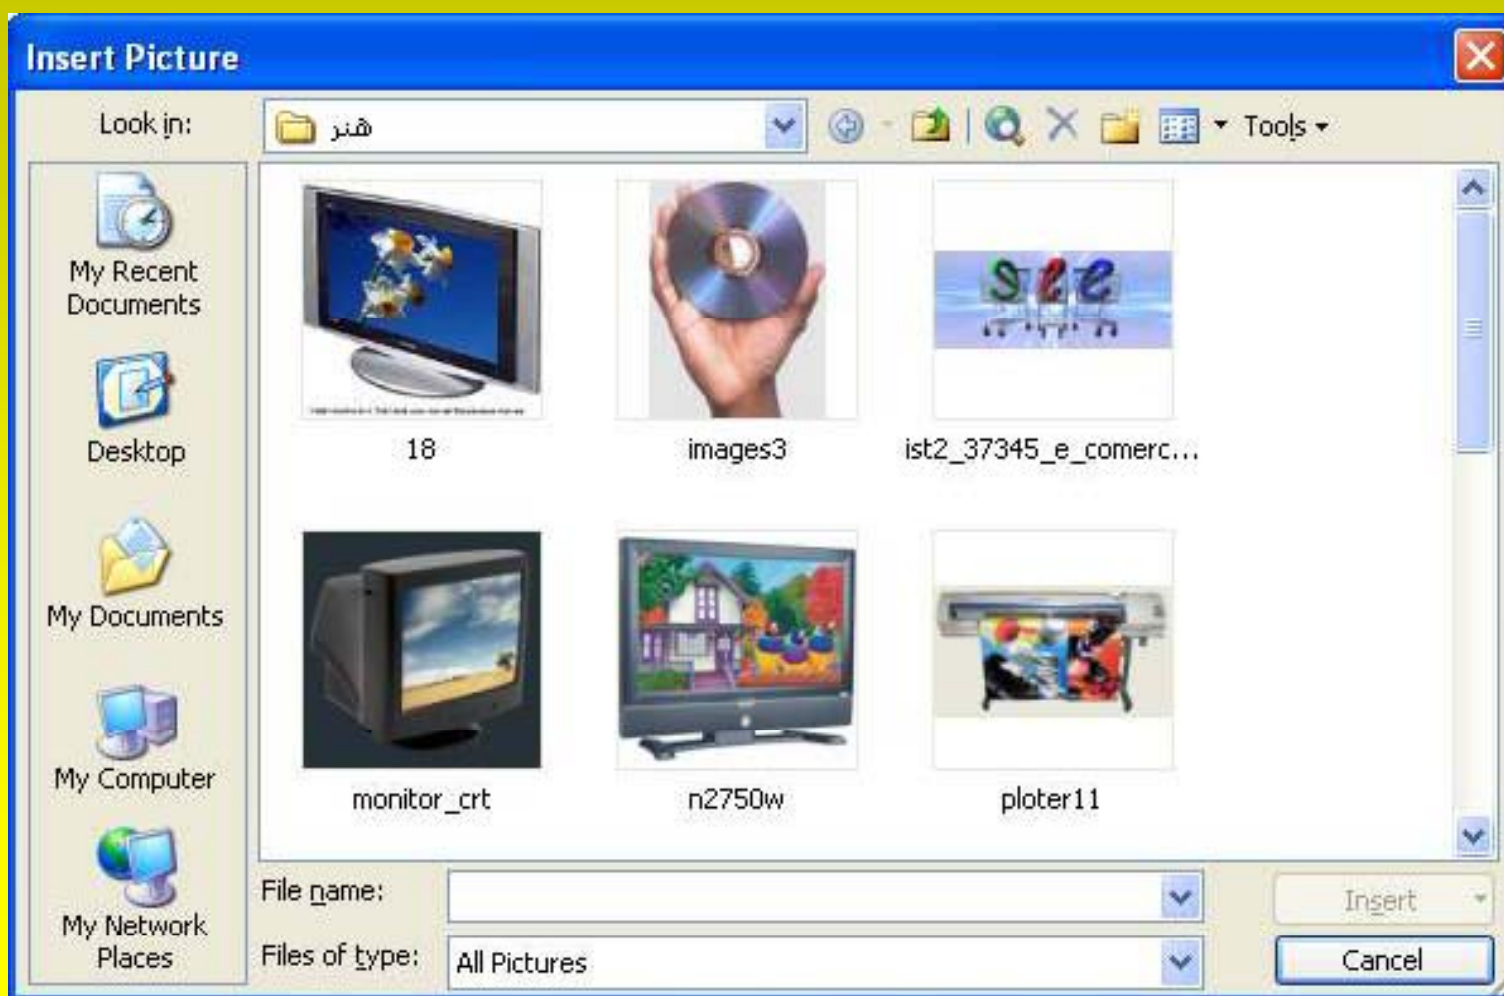 Insert Picture
Look in:
هنر
Tools
My Recent
Documents
Desktop
My Documents
My Computer
My Network
Places
18
images3
ist2_37345_e_comerc...
monitor_crt
n2750w
ploter11
File name:
Insert
Files of type:
All Pictures
Cancel